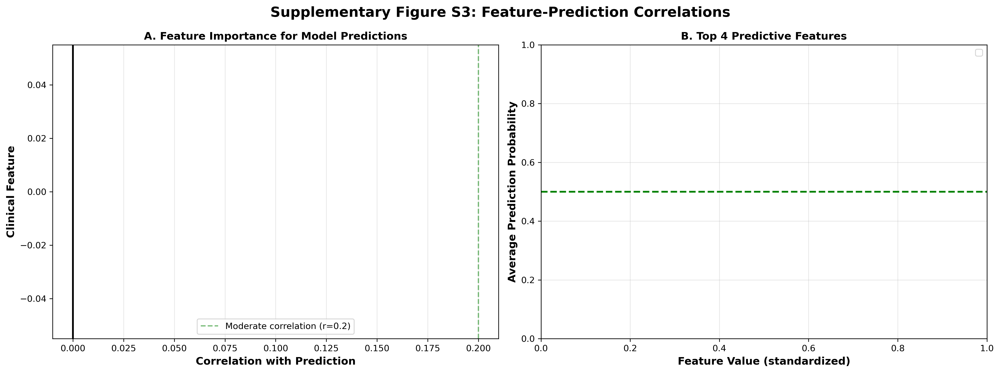 Supplementary Figure S3: Feature-Prediction Correlations
A. Feature Importance for Model Predictions
Clinical Feature
0.04
0.02
0.00
−0.02
−0.04
Moderate correlation (r=0.2)
0.000 0.025 0.050 0.075 0.100 0.125 0.150 0.175 0.200
Correlation with Prediction
B. Top 4 Predictive Features
Average Prediction Probability
1.0
0.8
0.6
0.4
0.2
0.0
0.0 0.2 0.4 0.6 0.8 1.0
Feature Value (standardized)